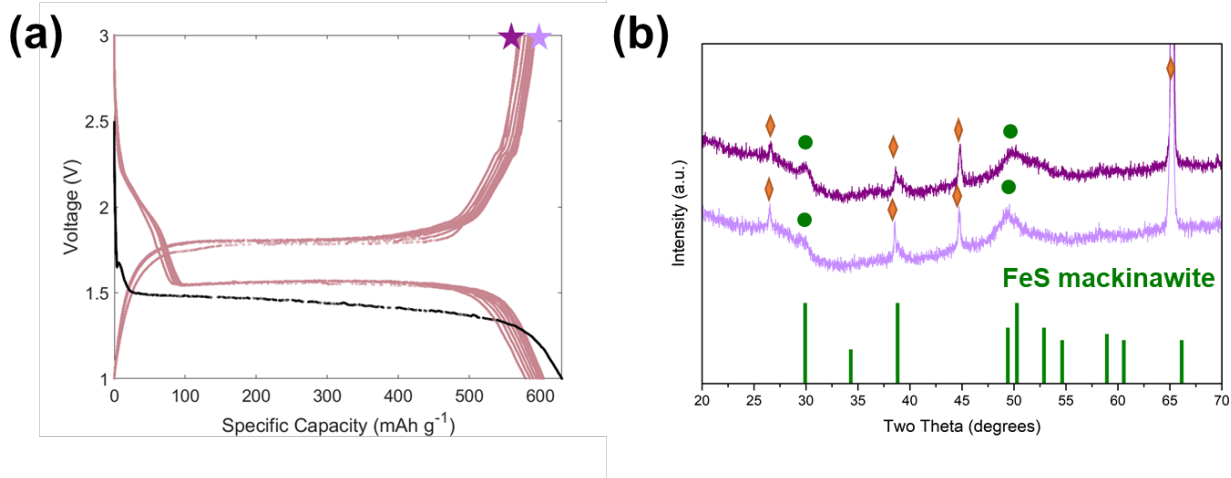 (a)
3
2.5
2
1.5
1
Voltage (V)
0 100 200 300 400 500 600
Specific Capacity (mAh g⁻¹)
(b)
Intensity (a.u.)
FeS mackinawite
20 25 30 35 40 45 50 55 60 65 70
Two Theta (degrees)